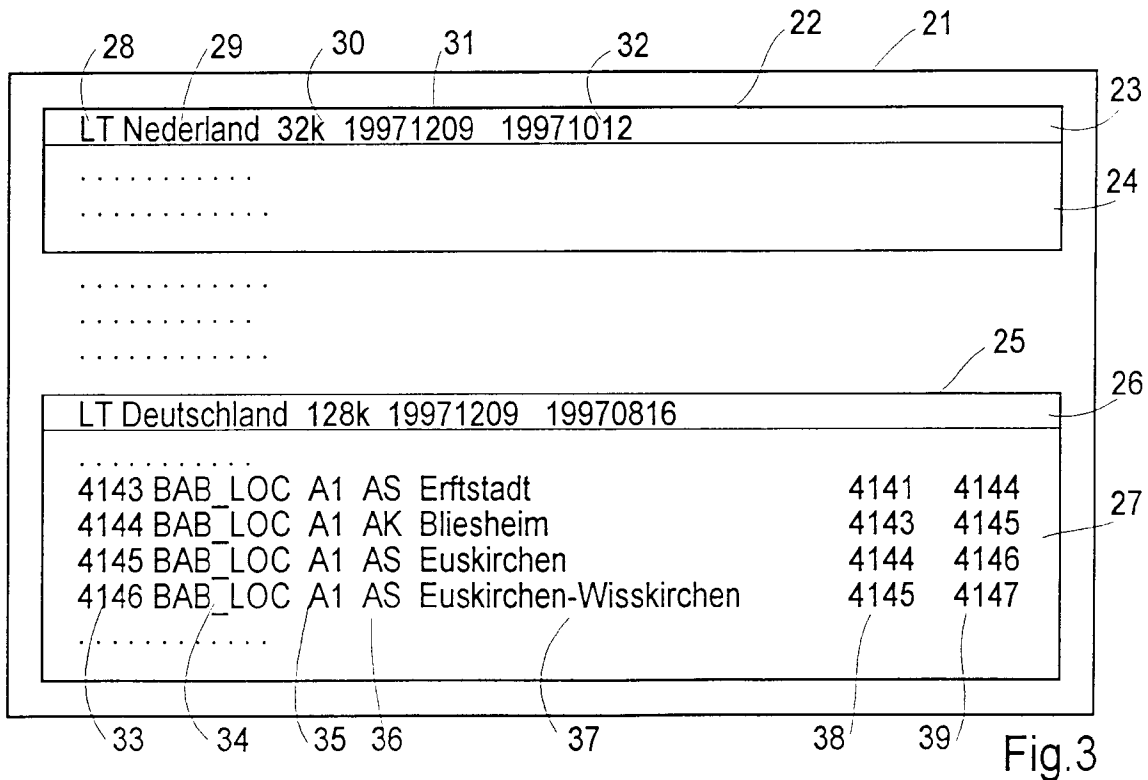 28 29 30 31 32 22 21
23
LT Nederland 32k 19971209 19971012
. . . . . . . . . . .
24
. . . . . . . . . . . .
. . . . . . . . . . . .
. . . . . . . . . . .
. . . . . . . . . . . .
25
26
LT Deutschland 128k 19971209 19970816
. . . . . . . . . . .
4143 BAB_LOC A1 AS Erftstadt 4141 4144
27
4144 BAB_LOC A1 AK Bliesheim 4143 4145
4145 BAB_LOC A1 AS Euskirchen 4144 4146
4146 BAB_LOC A1 AS Euskirchen-Wisskirchen 4145 4147
. . . . . . . . . . . .
33 34 35 36 37 38 39
Fig.3